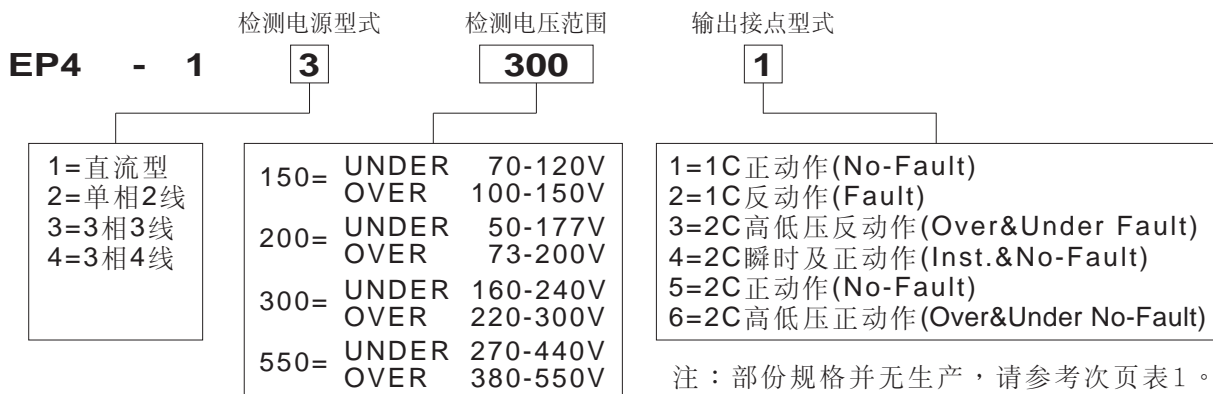 检测电源型式 检测电压范围 输出接点型式
EP4 - 1 3 300 1
1=直流型
2=单相2线
3=3相3线
4=3相4线
150= UNDER 70-120V
OVER 100-150V
200= UNDER 50-177V
OVER 73-200V
300= UNDER 160-240V
OVER 220-300V
550= UNDER 270-440V
OVER 380-550V
1=1C正动作(No-Fault)
2=1C反动作(Fault)
3=2C高低压反动作(Over&Under Fault)
4=2C瞬时及正动作(Inst.&No-Fault)
5=2C正动作(No-Fault)
6=2C高低压正动作(Over&Under No-Fault)
注：部份规格并无生产，请参考次页表1。